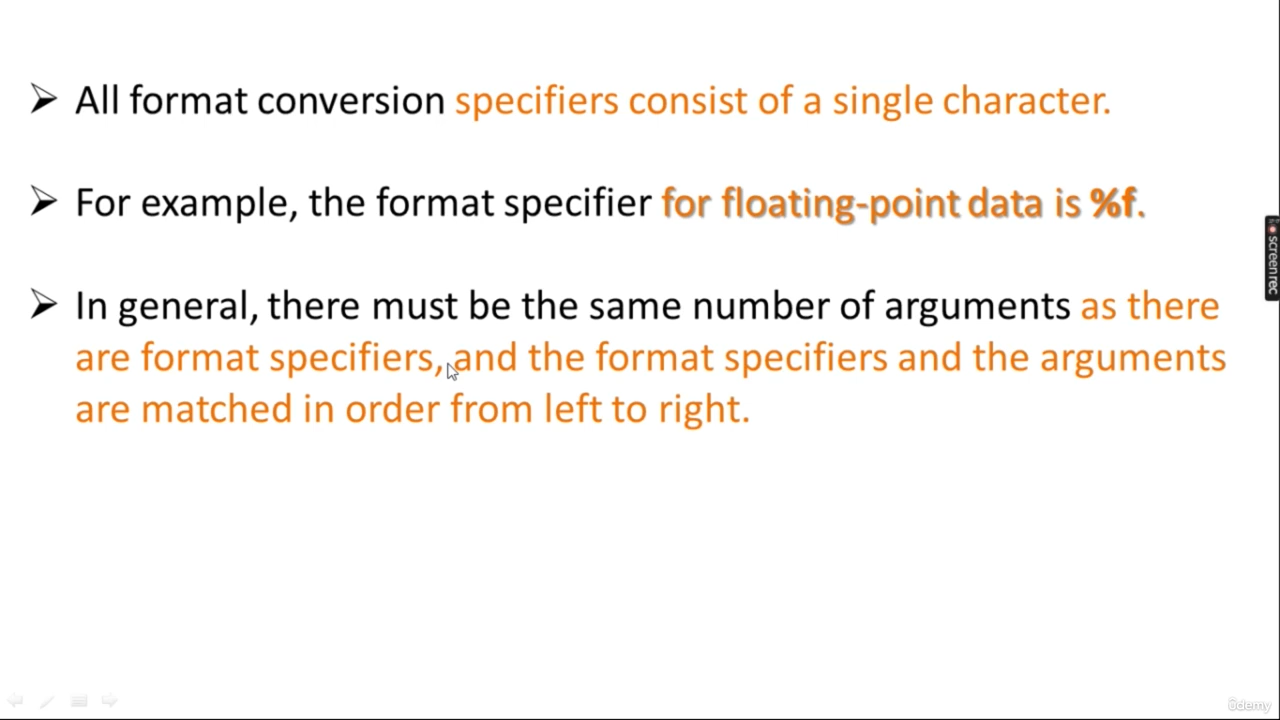 All format conversion specifiers consist of a single character.
For example, the format specifier for floating-point data is %f.
In general, there must be the same number of arguments as there
are format specifiers, and the format specifiers and the arguments
are matched in order from left to right.
screenrec
ûdemy